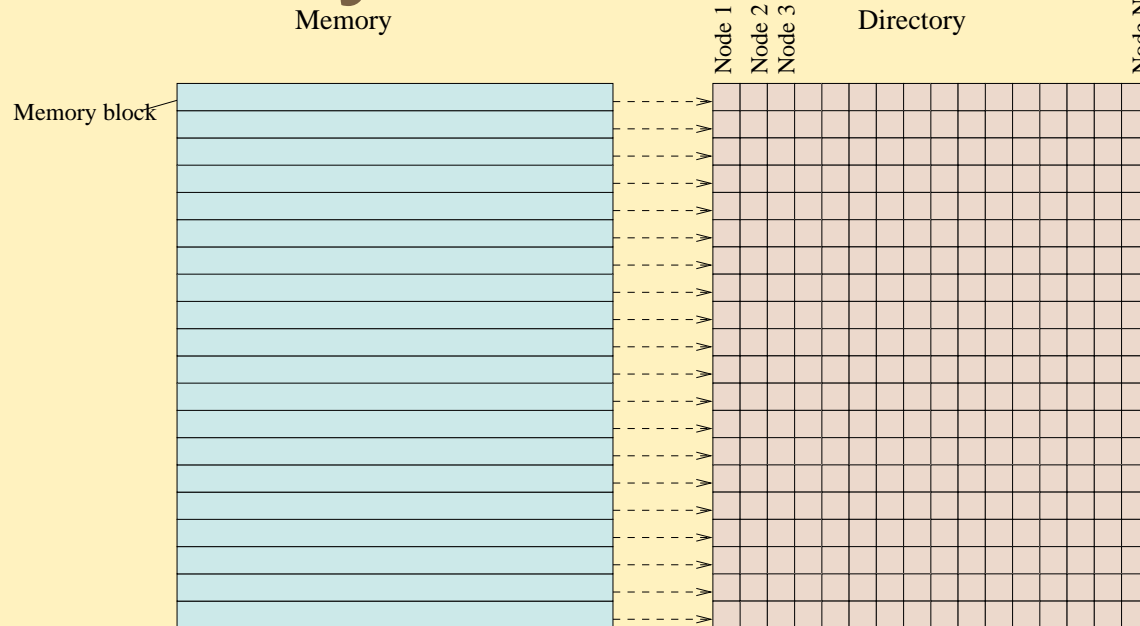 Memory
Node 1
Node 2
Node 3
Directory
Memory block